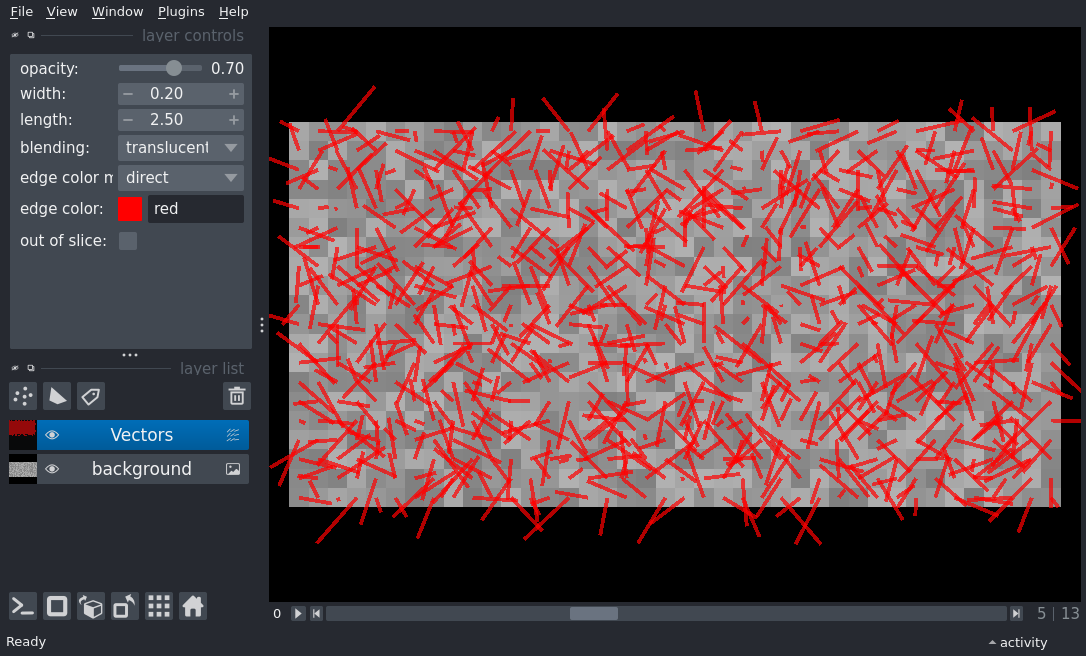 File View Window Plugins Help
layer controls
opacity: 0.70
width: 0.20
length: 2.50
blending: translucent
edge color m direct
edge color: red
out of slice:
layer list
Vectors
background
0 5 | 13
Ready activity